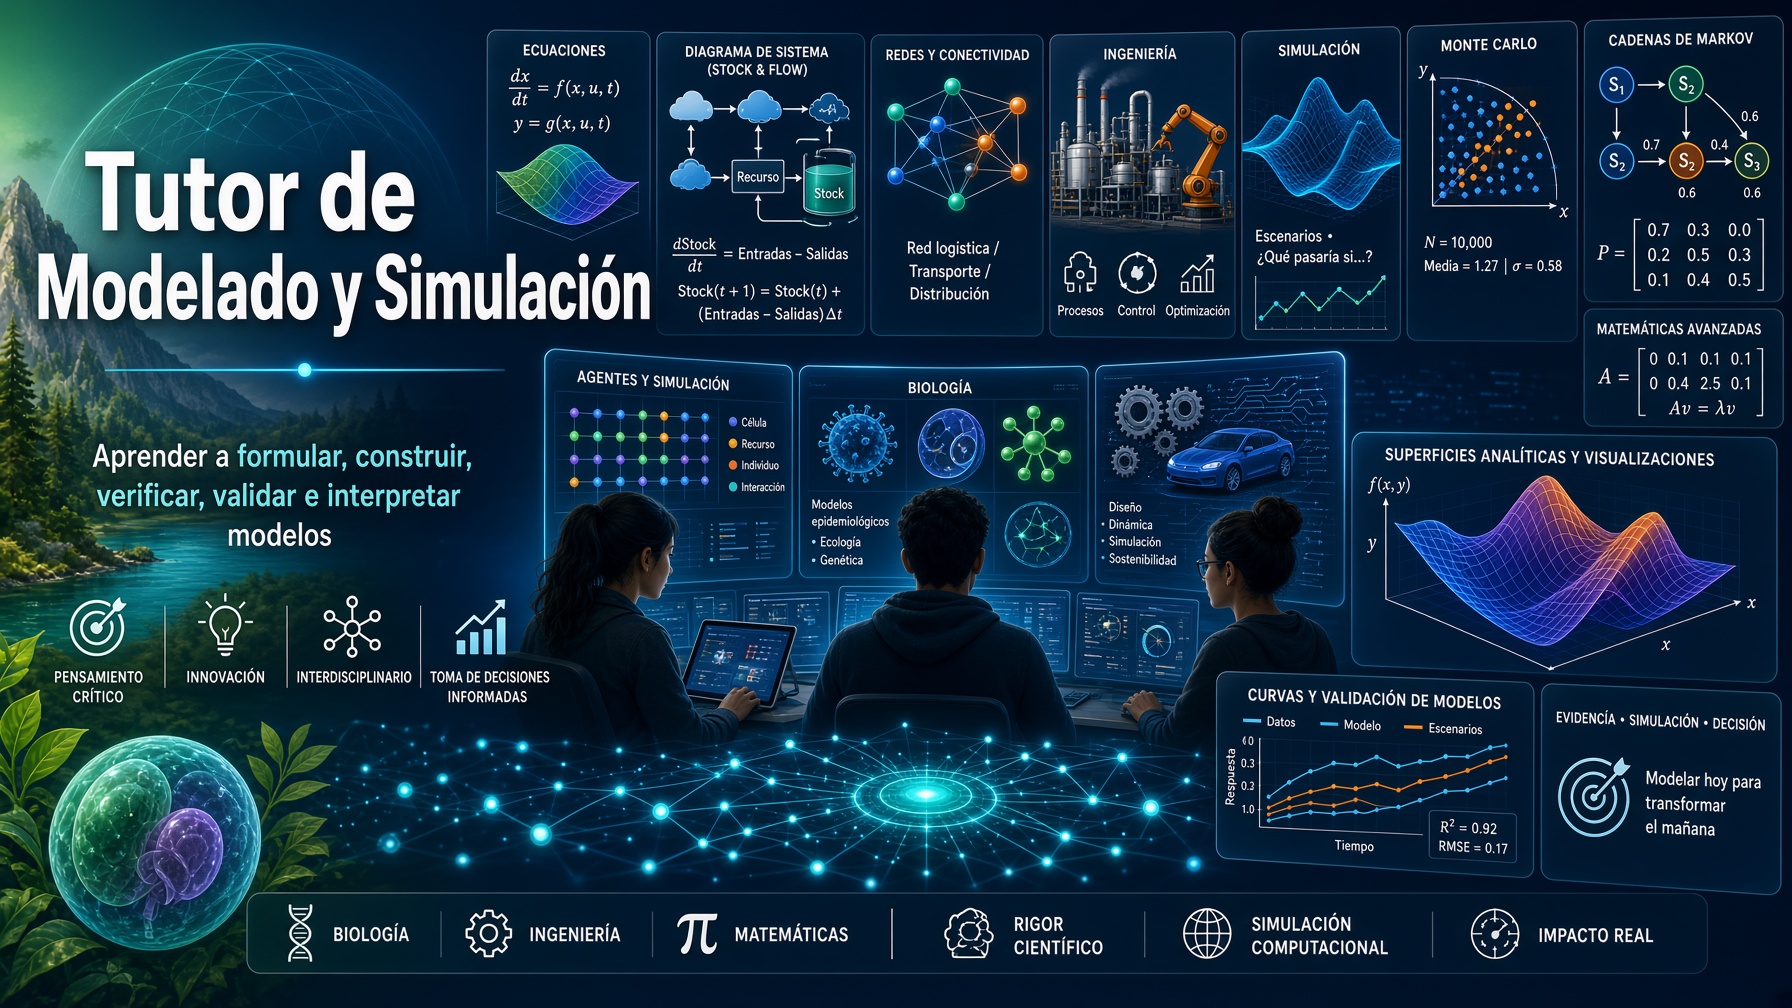 Tutor de
Modelado y Simulación
Aprender a formular, construir,
verificar, validar e interpretar
modelos
PENSAMIENTO
CRÍTICO
INNOVACIÓN
INTERDISCIPLINARIO
TOMA DE DECISIONES
INFORMADAS
ECUACIONES
dx/dt = f(x, u, t)
y = g(x, u, t)
DIAGRAMA DE SISTEMA
(STOCK & FLOW)
Recurso
Stock
dStock/dt = Entradas – Salidas
Stock(t + 1) = Stock(t) +
(Entradas – Salidas)Δt
REDES Y CONECTIVIDAD
Red logística /
Transporte /
Distribución
INGENIERÍA
Procesos
Control
Optimización
SIMULACIÓN
Escenarios •
¿Qué pasaría si...?
MONTE CARLO
y
x
N = 10,000
Media = 1.27 | σ = 0.58
CADENAS DE MARKOV
S1
S2
0.6
S2
0.7
S2
0.4
S3
0.6
0.6
P =
0.7 0.3 0.0
0.2 0.5 0.3
0.1 0.4 0.5
MATEMÁTICAS AVANZADAS
A =
0 0.1 0.1 0.1
0 0.4 2.5 0.1
Av = λv
AGENTES Y SIMULACIÓN
Célula
Recurso
Individuo
Interacción
BIOLOGÍA
Modelos
epidemiológicos
• Ecología
• Genética
Diseño
• Dinámica
• Simulación
• Sostenibilidad
SUPERFICIES ANALÍTICAS Y VISUALIZACIONES
f(x, y)
y
x
x
CURVAS Y VALIDACIÓN DE MODELOS
Datos
Modelo
Escenarios
Respuesta
60
0.3
0.2
1.0
Tiempo
R² = 0.92
RMSE = 0.17
EVIDENCÍA • SIMULACIÓN • DECISIÓN
Modelar hoy para
transformar
el mañana
BIOLOGÍA
INGENIERÍA
π
MATEMÁTICAS
RIGOR
CIENTÍFICO
SIMULACIÓN
COMPUTACIONAL
IMPACTO REAL